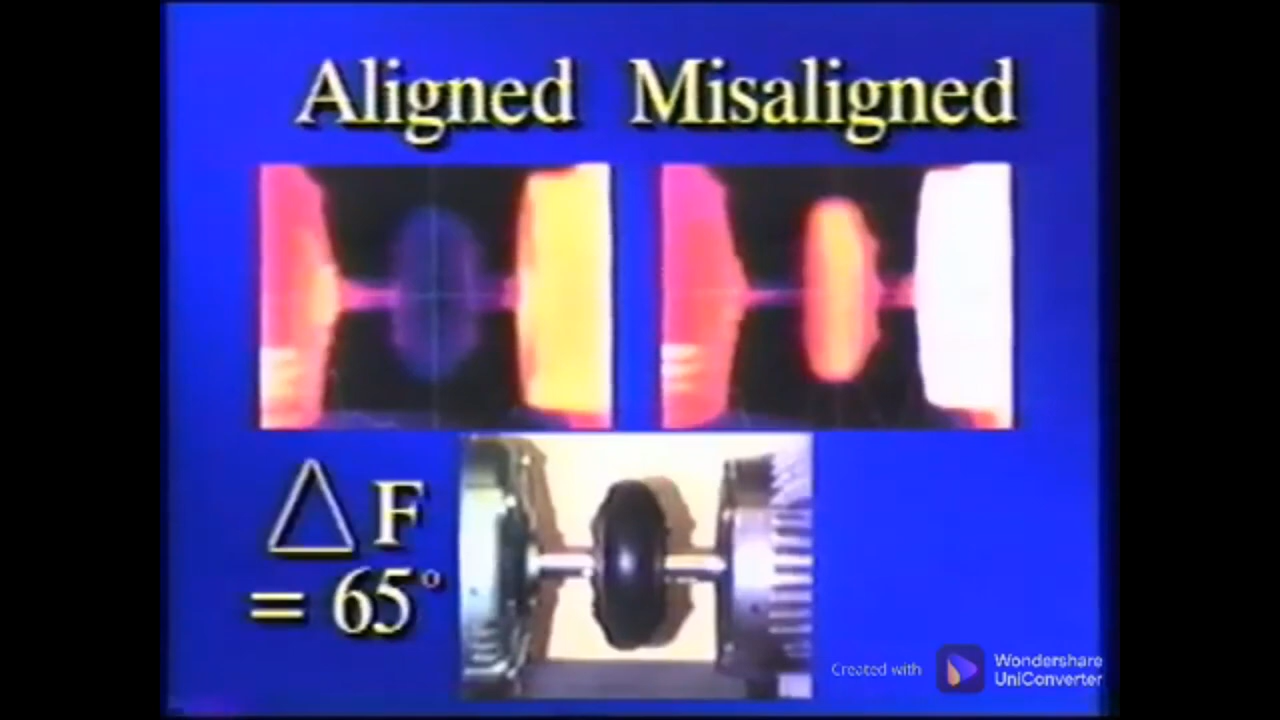 Aligned Misaligned
△ F
= 65°
Created with
Wondershare
UniConverter